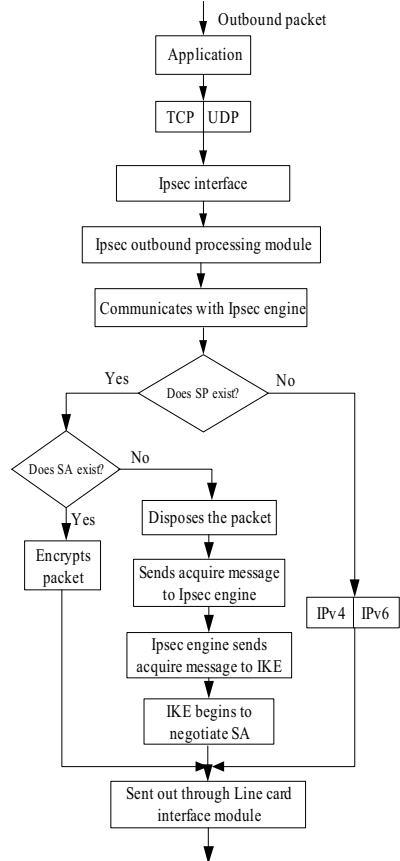 Outbound packet
Application
TCP UDP
Ipsec interface
Ipsec outbound processing module
Communicates with Ipsec engine
Does SP exist?
Yes
No
Does SA exist?
No
Yes
Disposes the packet
Encrypts
packet
Sends acquire message
to Ipsec engine
IPv4 IPv6
Ipsec engine sends
acquire message to IKE
IKE begins to
negotiate SA
Sent out through Line card
interface module